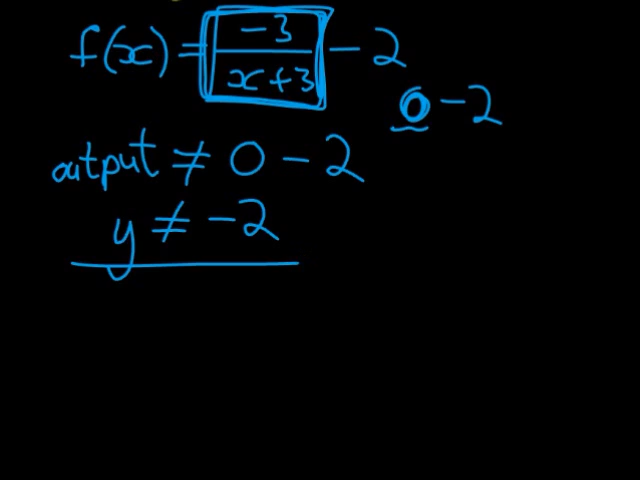 f(x) = -3/(x+3) - 2
0 - 2
output ≠ 0 - 2
y ≠ -2